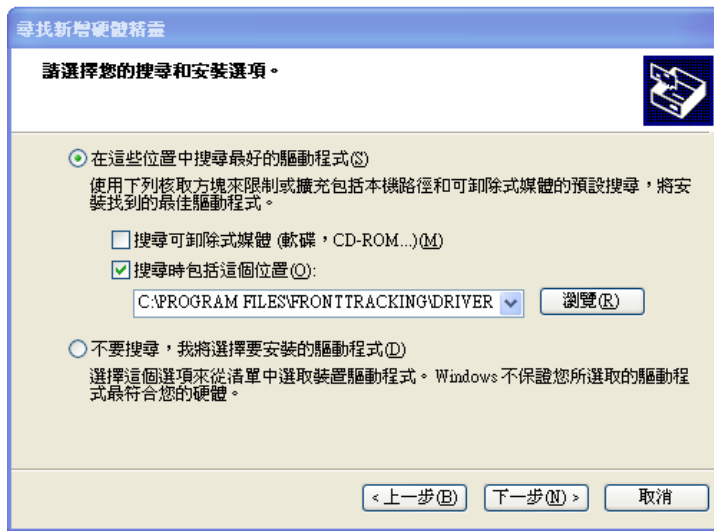 尋找新增硬體精靈
請選擇您的搜尋和安裝選項。
在這些位置中搜尋最好的驅動程式(S)
使用下列核取方塊來限制或擴充包括本機路徑和可卸除式媒體的預設搜尋，將安
裝找到的最佳驅動程式。
搜尋可卸除式媒體 (軟碟，CD-ROM...)(M)
搜尋時包括這個位置(O):
C:\PROGRAM FILES\FRONTTRACKING\DRIVER
瀏覽(R)
不要搜尋，我將選擇要安裝的驅動程式(D)
選擇這個選項來從清單中選取裝置驅動程式。Windows 不保證您所選取的驅動程
式最符合您的硬體。
<上一步(B)
下一步(N)>
取消